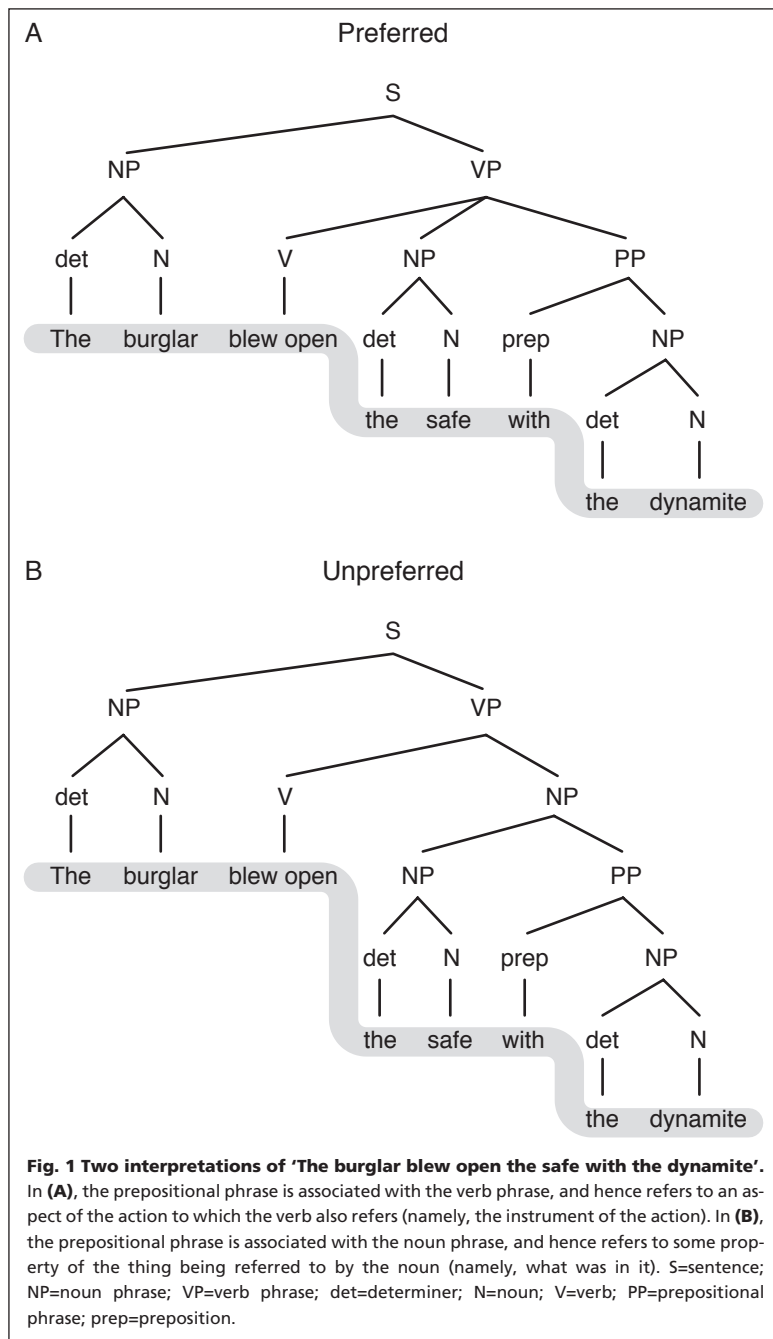 A Preferred
S
NP VP
det N V NP PP
The burglar blew open det N prep NP
the safe with det N
the dynamite
B Unpreferred
S
NP VP
det N V NP
The burglar blew open NP PP
det N prep NP
the safe with det N
the dynamite
Fig. 1 Two interpretations of ‘The burglar blew open the safe with the dynamite’.
In (A), the prepositional phrase is associated with the verb phrase, and hence refers to an as-
pect of the action to which the verb also refers (namely, the instrument of the action). In (B),
the prepositional phrase is associated with the noun phrase, and hence refers to some prop-
erty of the thing being referred to by the noun (namely, what was in it). S=sentence;
NP=noun phrase; VP=verb phrase; det=determiner; N=noun; V=verb; PP=prepositional
phrase; prep=preposition.